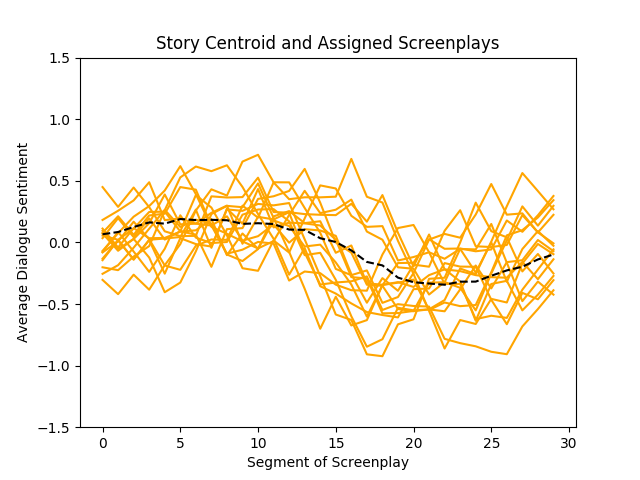 Story Centroid and Assigned Screenplays
1.5
1.0
0.5
0.0
−0.5
−1.0
−1.5
Average Dialogue Sentiment
0 5 10 15 20 25 30
Segment of Screenplay